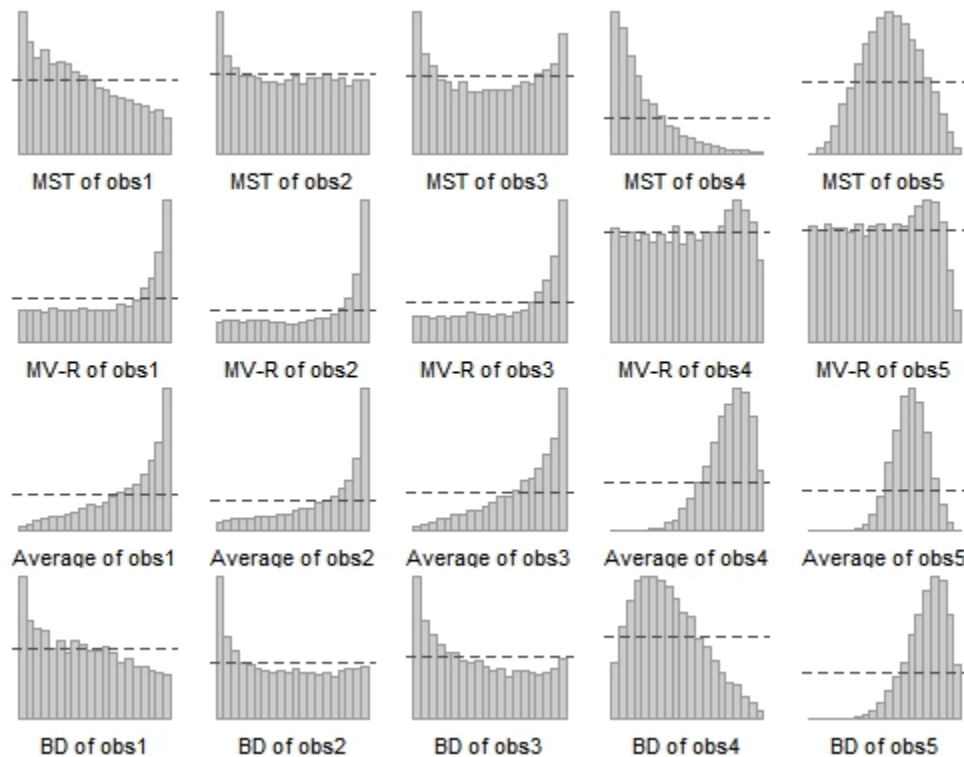 MST of obs1 MST of obs2 MST of obs3 MST of obs4 MST of obs5
MV-R of obs1 MV-R of obs2 MV-R of obs3 MV-R of obs4 MV-R of obs5
Average of obs1 Average of obs2 Average of obs3 Average of obs4 Average of obs5
BD of obs1 BD of obs2 BD of obs3 BD of obs4 BD of obs5